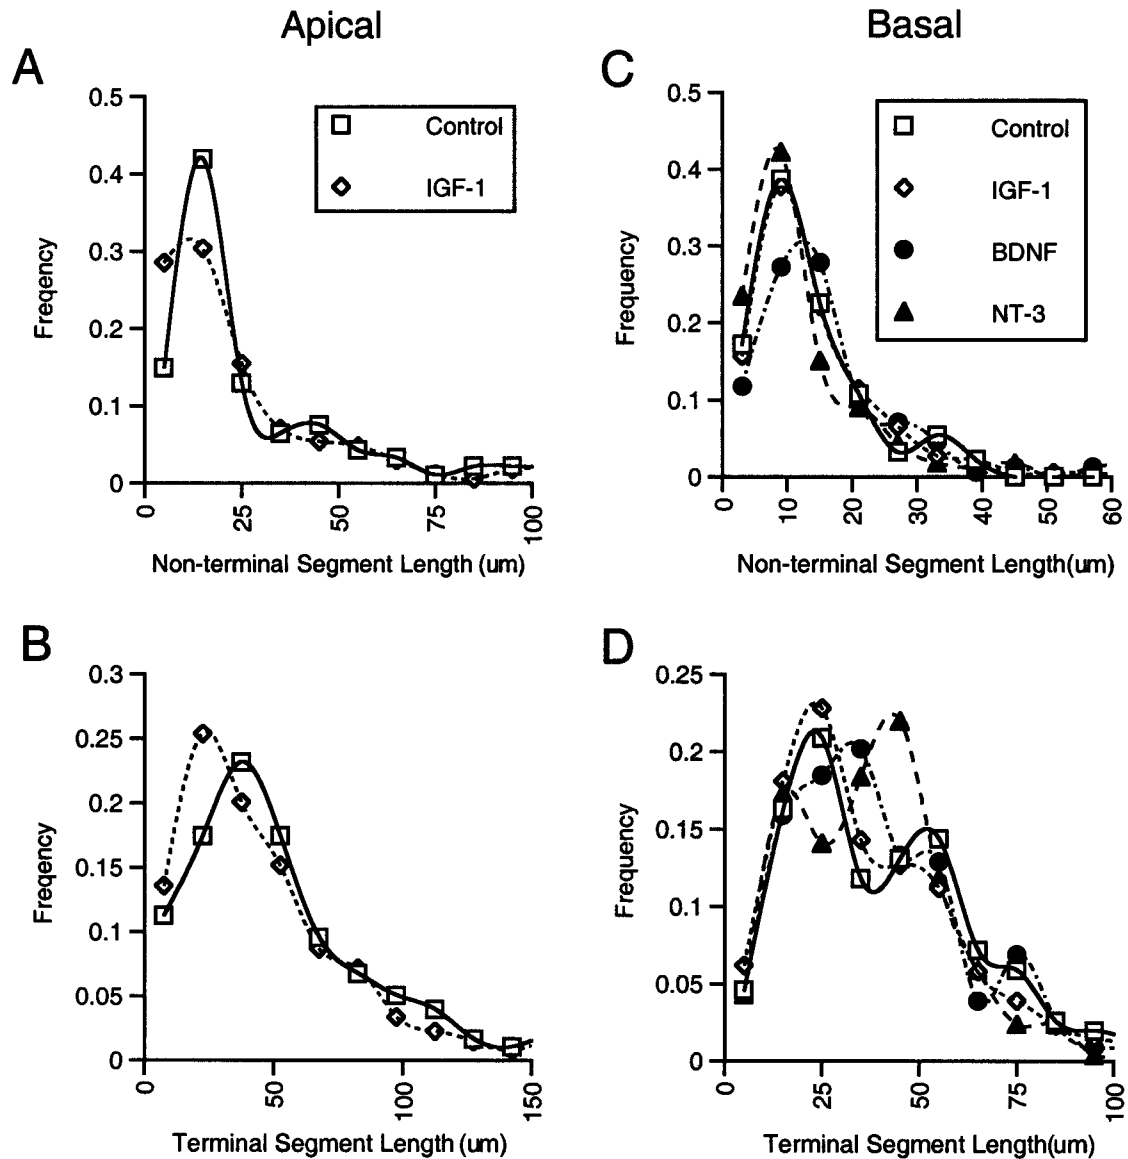 Apical
Basal
A
0.5
0.4
0.3
0.2
0.1
0
Freqency
Control
IGF-1
0
25
50
75
100
Non-terminal Segment Length (um)
C
0.5
0.4
0.3
0.2
0.1
0
Frequency
Control
IGF-1
BDNF
NT-3
0
10
20
30
40
50
60
Non-terminal Segment Length(um)
B
0.3
0.25
0.2
0.15
0.1
0.05
0
Freqency
0
50
100
150
Terminal Segment Length (um)
D
0.25
0.2
0.15
0.1
0.05
0
Frequency
0
25
50
75
100
Terminal Segment Length(um)